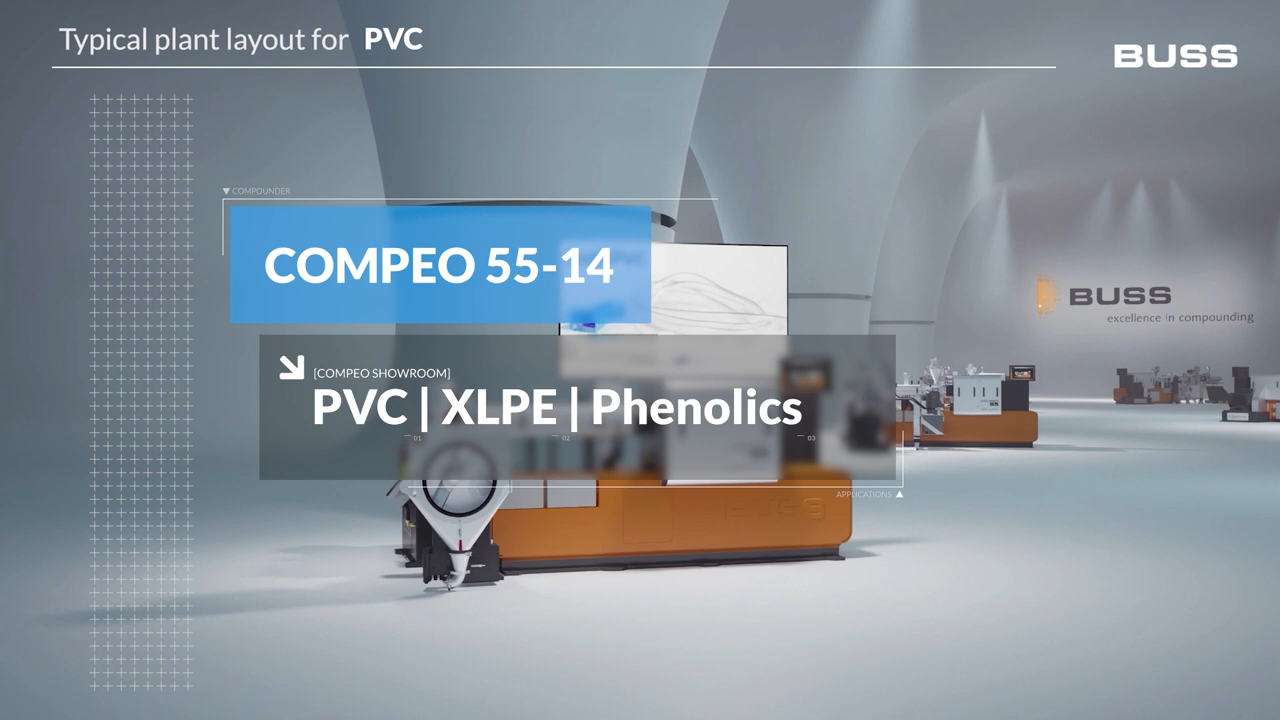 Typical plant layout for PVC
BUSS
▼ COMPOUNDER
COMPEO 55-14
BUSS
excellence in compounding
[COMPEO SHOWROOM]
PVC | XLPE | Phenolics
01 02 03
APPLICATIONS ▲
BUSS